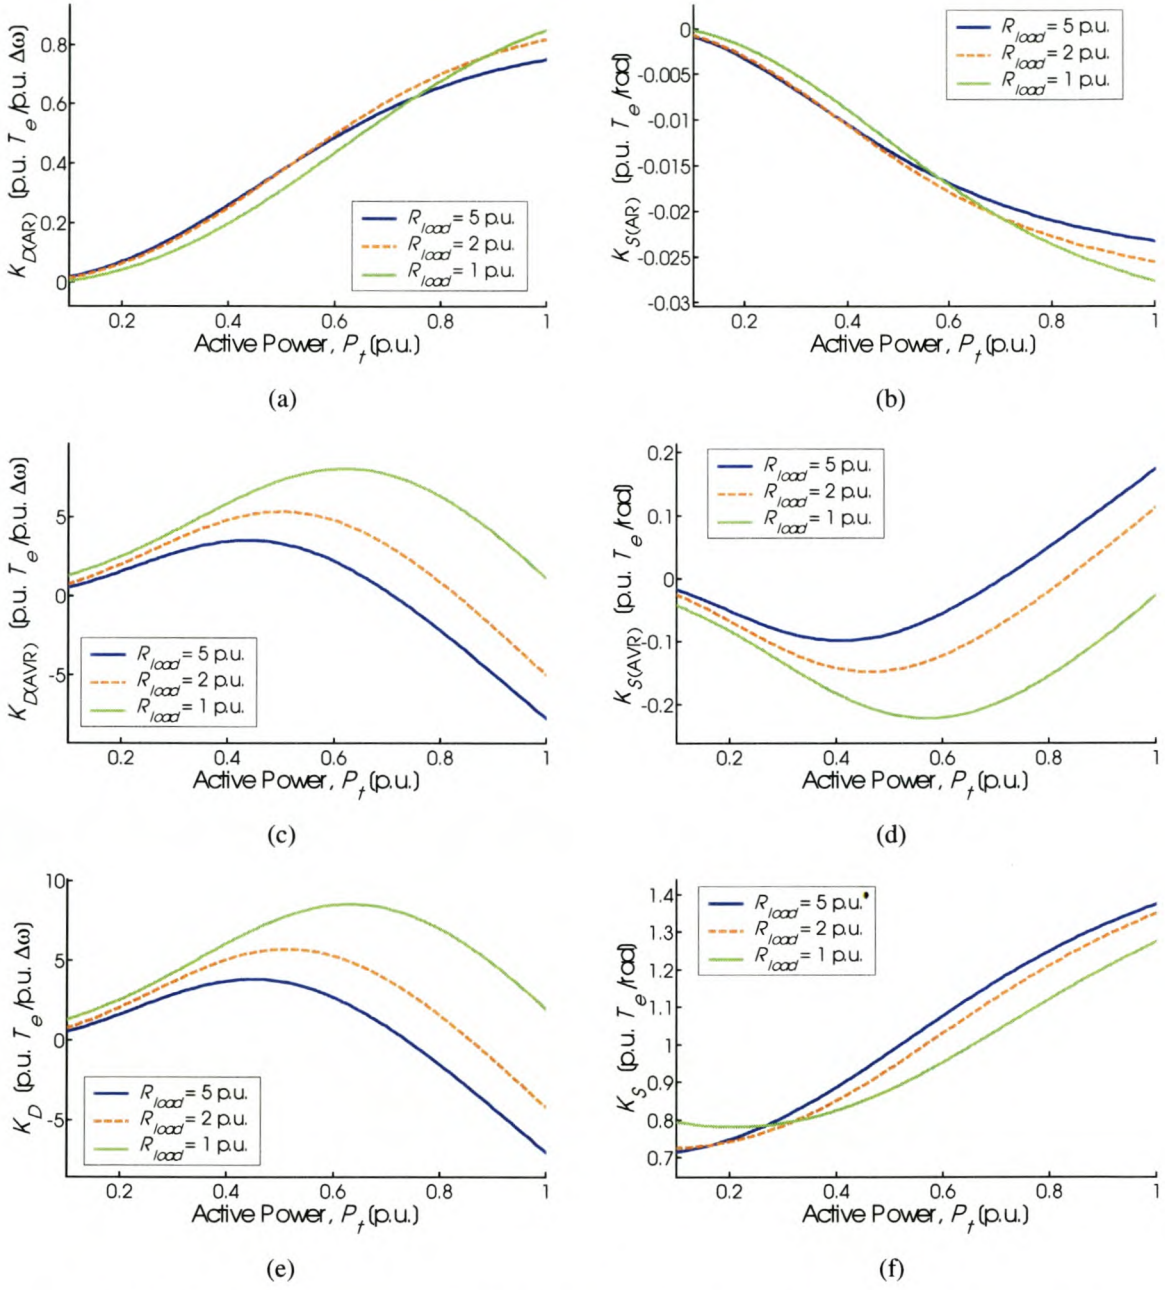 K_D(AR) (p.u. T_e/p.u. Δω)
0.8
0.6
0.4
0.2
0
R_load = 5 p.u.
R_load = 2 p.u.
R_load = 1 p.u.
0.2 0.4 0.6 0.8 1
Active Power, P_t (p.u.)
(a)
K_S(AR) (p.u. T_e/rad)
0
-0.005
-0.01
-0.015
-0.02
-0.025
-0.03
R_load = 5 p.u.
R_load = 2 p.u.
R_load = 1 p.u.
0.2 0.4 0.6 0.8 1
Active Power, P_t (p.u.)
(b)
K_D(AVR) (p.u. T_e/p.u. Δω)
5
0
-5
R_load = 5 p.u.
R_load = 2 p.u.
R_load = 1 p.u.
0.2 0.4 0.6 0.8 1
Active Power, P_t (p.u.)
(c)
K_S(AVR) (p.u. T_e/rad)
0.2
0.1
0
-0.1
-0.2
R_load = 5 p.u.
R_load = 2 p.u.
R_load = 1 p.u.
0.2 0.4 0.6 0.8 1
Active Power, P_t (p.u.)
(d)
K_D (p.u. T_e/p.u. Δω)
10
5
0
-5
R_load = 5 p.u.
R_load = 2 p.u.
R_load = 1 p.u.
0.2 0.4 0.6 0.8 1
Active Power, P_t (p.u.)
(e)
K_S (p.u. T_e/rad)
1.4
1.3
1.2
1.1
1
0.9
0.8
0.7
R_load = 5 p.u.
R_load = 2 p.u.
R_load = 1 p.u.
0.2 0.4 0.6 0.8 1
Active Power, P_t (p.u.)
(f)